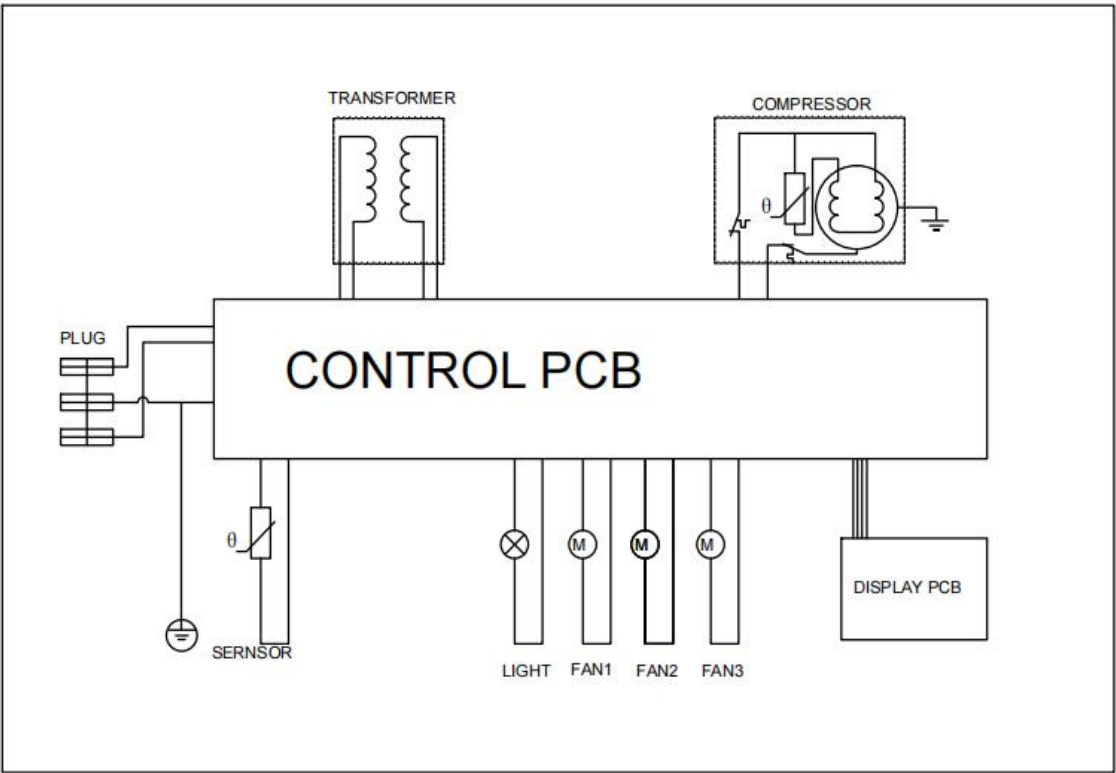 TRANSFORMER
COMPRESSOR
θ
PLUG
CONTROL PCB
θ
M
M
M
DISPLAY PCB
SERNSOR
LIGHT
FAN1
FAN2
FAN3